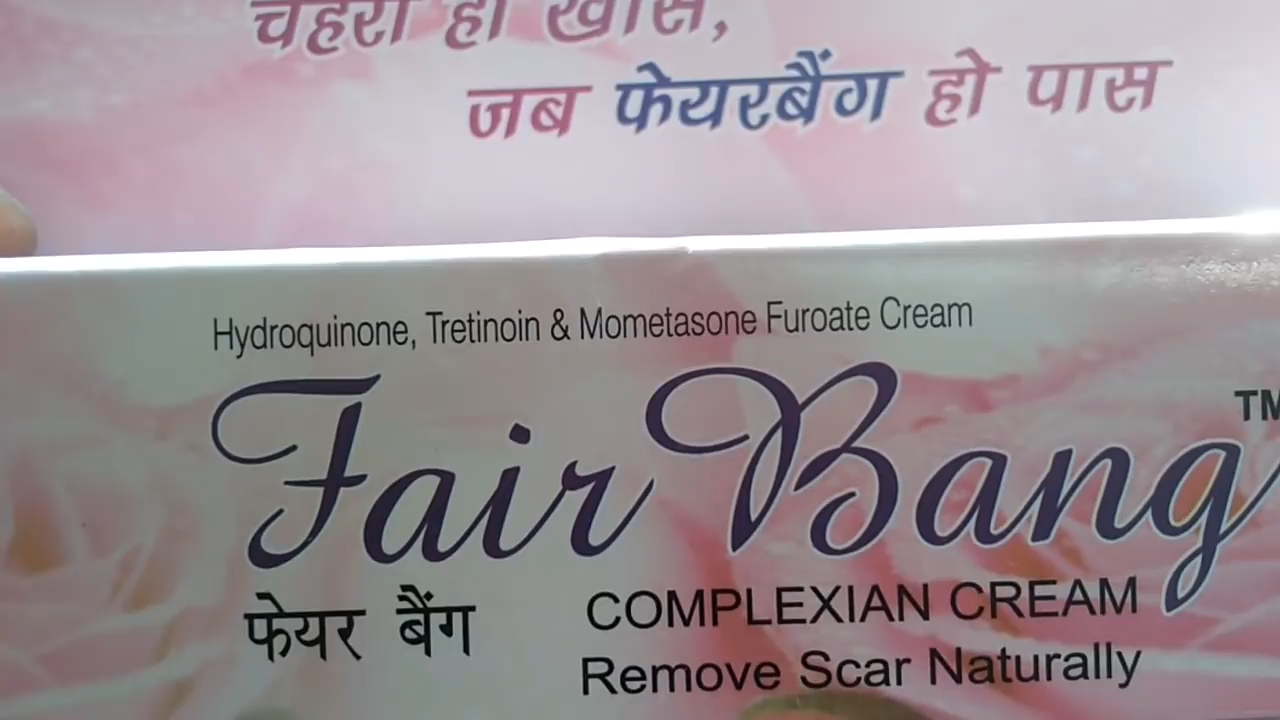 चेहरा हो खास,
जब फेयरबैंग हो पास
Hydroquinone, Tretinoin & Mometasone Furoate Cream
Fair Bang TM
फेयर बैंग
COMPLEXIAN CREAM
Remove Scar Naturally